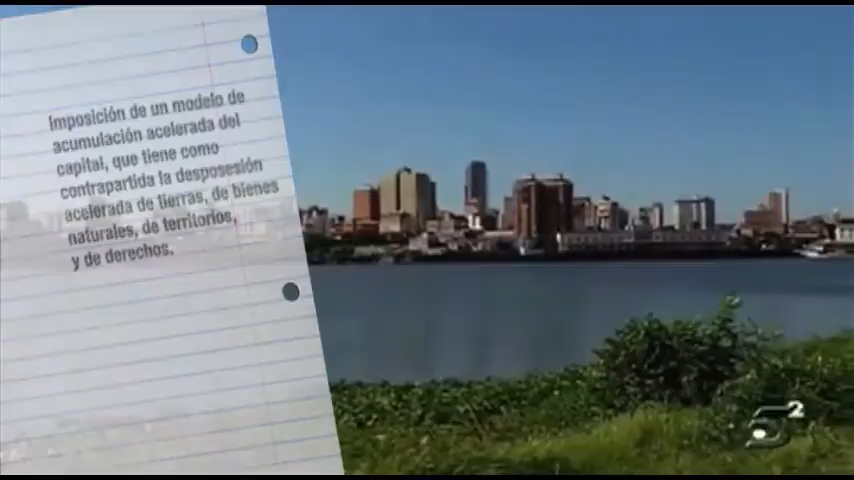 Imposición de un modelo de
acumulación acelerada del
capital, que tiene como
contrapartida la desposesión
acelerada de tierras, de bienes
naturales, de territorios,
y de derechos.
2